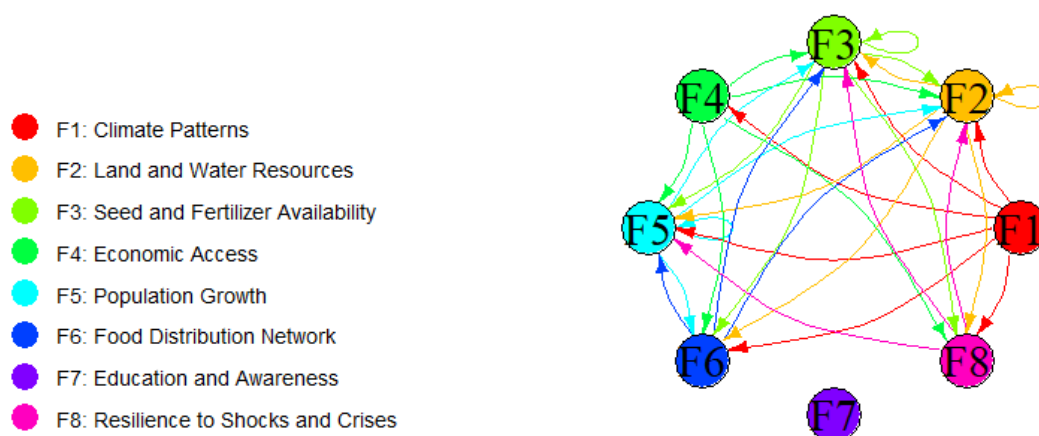 F1: Climate Patterns
F2: Land and Water Resources
F3: Seed and Fertilizer Availability
F4: Economic Access
F5: Population Growth
F6: Food Distribution Network
F7: Education and Awareness
F8: Resilience to Shocks and Crises
F3
F4
F2
F5
F1
F6
F8
F7